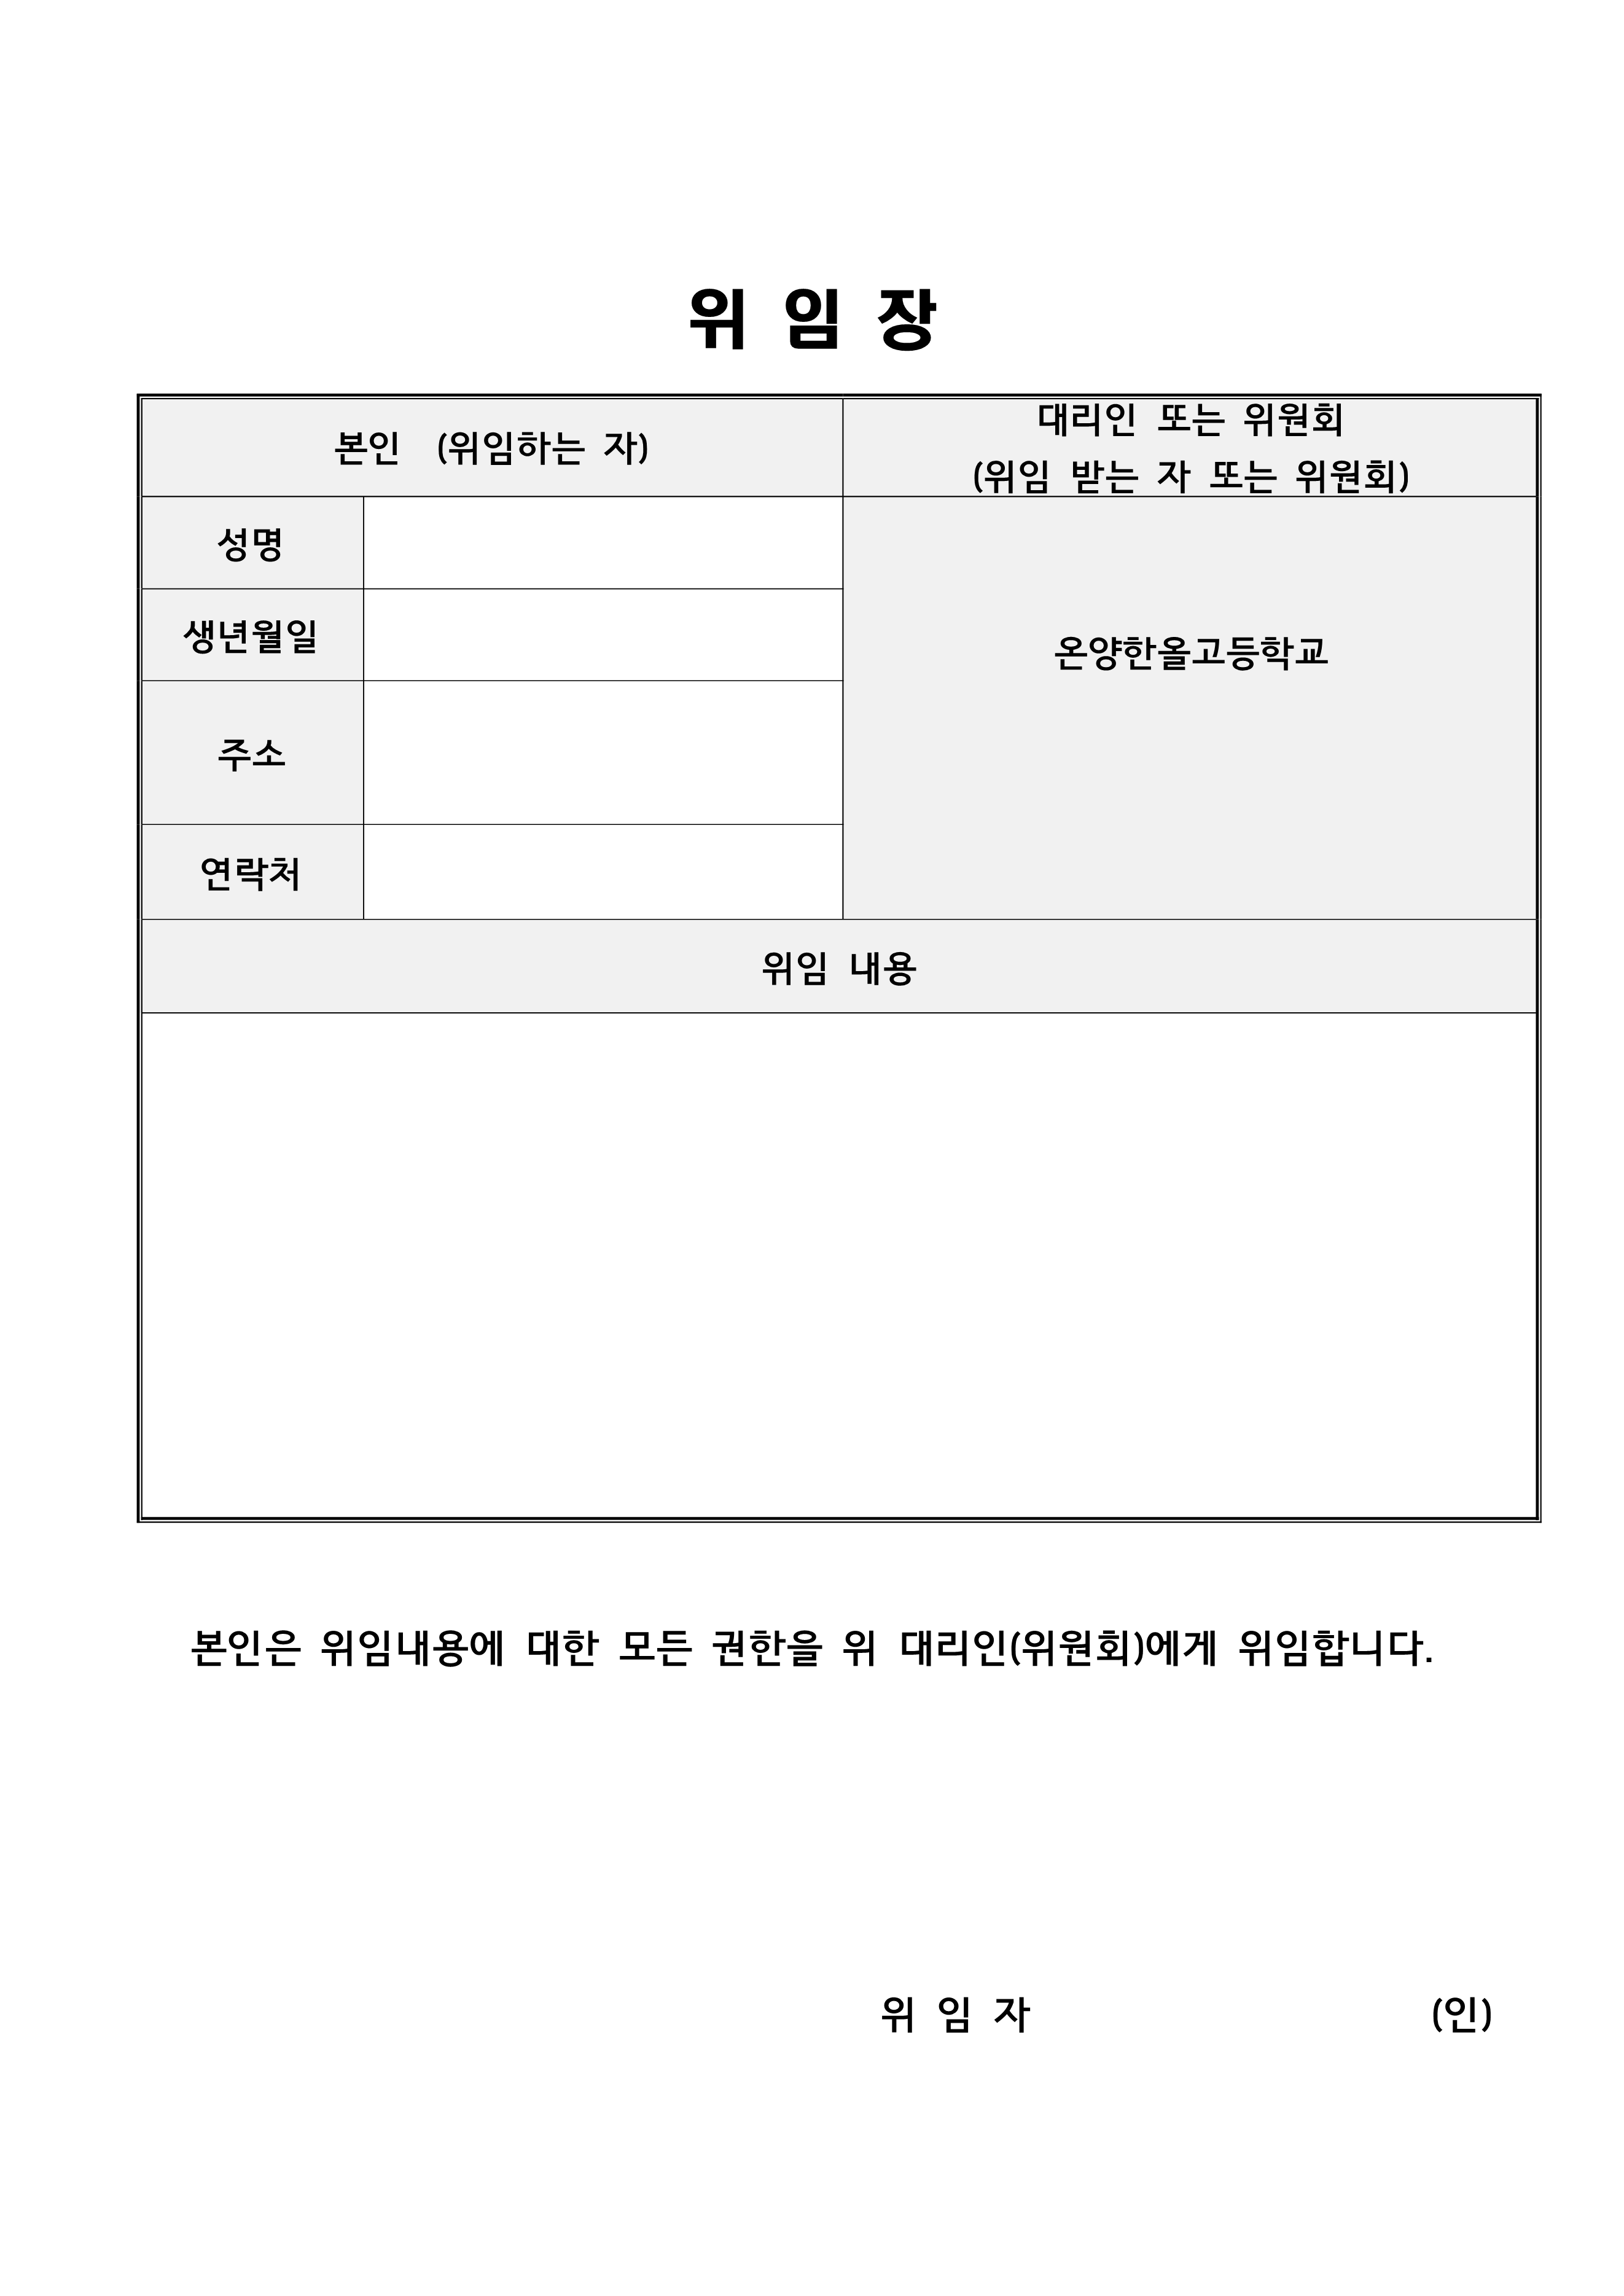 위 임 장
본인 (위임하는 자)
대리인 또는 위원회
(위임 받는 자 또는 위원회)
성명
생년월일
온양한올고등학교
주소
연락처
위임 내용
본인은 위임내용에 대한 모든 권한을 위 대리인(위원회)에게 위임합니다.
위 임 자 (인)